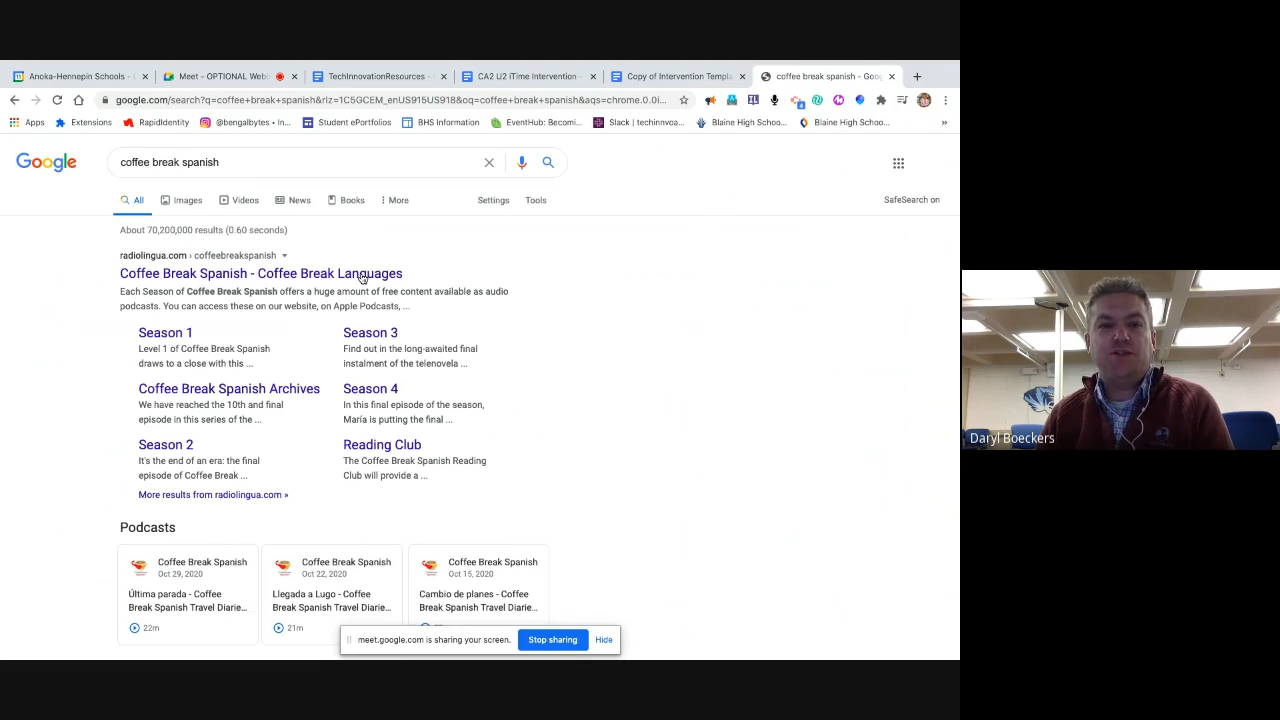 Anoka-Hennepin Schools -
Meet - OPTIONAL Web
TechInnovationResources -
CA2 U2 iTime Intervention -
Copy of Intervention Templa
coffee break spanish - Goo
google.com/search?q=coffee+break+spanish&rlz=1C5GCEM_enUS915US918&oq=coffee+break+spanish&aqs=chrome.0.0i...
Apps
Extensions
RapidIdentity
@bengalbytes • In...
Student ePortfolios
BHS Information
EventHub: Becomi...
Slack | techinnvoa...
Blaine High Schoo...
Blaine High Schoo...
»
Google
coffee break spanish
All
Images
Videos
News
Books
More
Settings
Tools
SafeSearch on
About 70,200,000 results (0.60 seconds)
radiolingua.com › coffeebreakspanish
Coffee Break Spanish - Coffee Break Languages
Each Season of Coffee Break Spanish offers a huge amount of free content available as audio
podcasts. You can access these on our website, on Apple Podcasts, ...
Season 1
Level 1 of Coffee Break Spanish
draws to a close with this ...
Season 3
Find out in the long-awaited final
instalment of the telenovela ...
Coffee Break Spanish Archives
We have reached the 10th and final
episode in this series of the ...
Season 4
In this final episode of the season,
María is putting the final ...
Season 2
It's the end of an era: the final
episode of Coffee Break ...
Reading Club
The Coffee Break Spanish Reading
Club will provide a ...
More results from radiolingua.com »
Podcasts
Coffee Break Spanish
Oct 29, 2020
Última parada - Coffee
Break Spanish Travel Diarie...
22m
Coffee Break Spanish
Oct 22, 2020
Llegada a Lugo - Coffee
Break Spanish Travel Diarie...
21m
Coffee Break Spanish
Oct 15, 2020
Cambio de planes - Coffee
Break Spanish Travel Diarie...
meet.google.com is sharing your screen.
Stop sharing
Hide
Daryl Boeckers